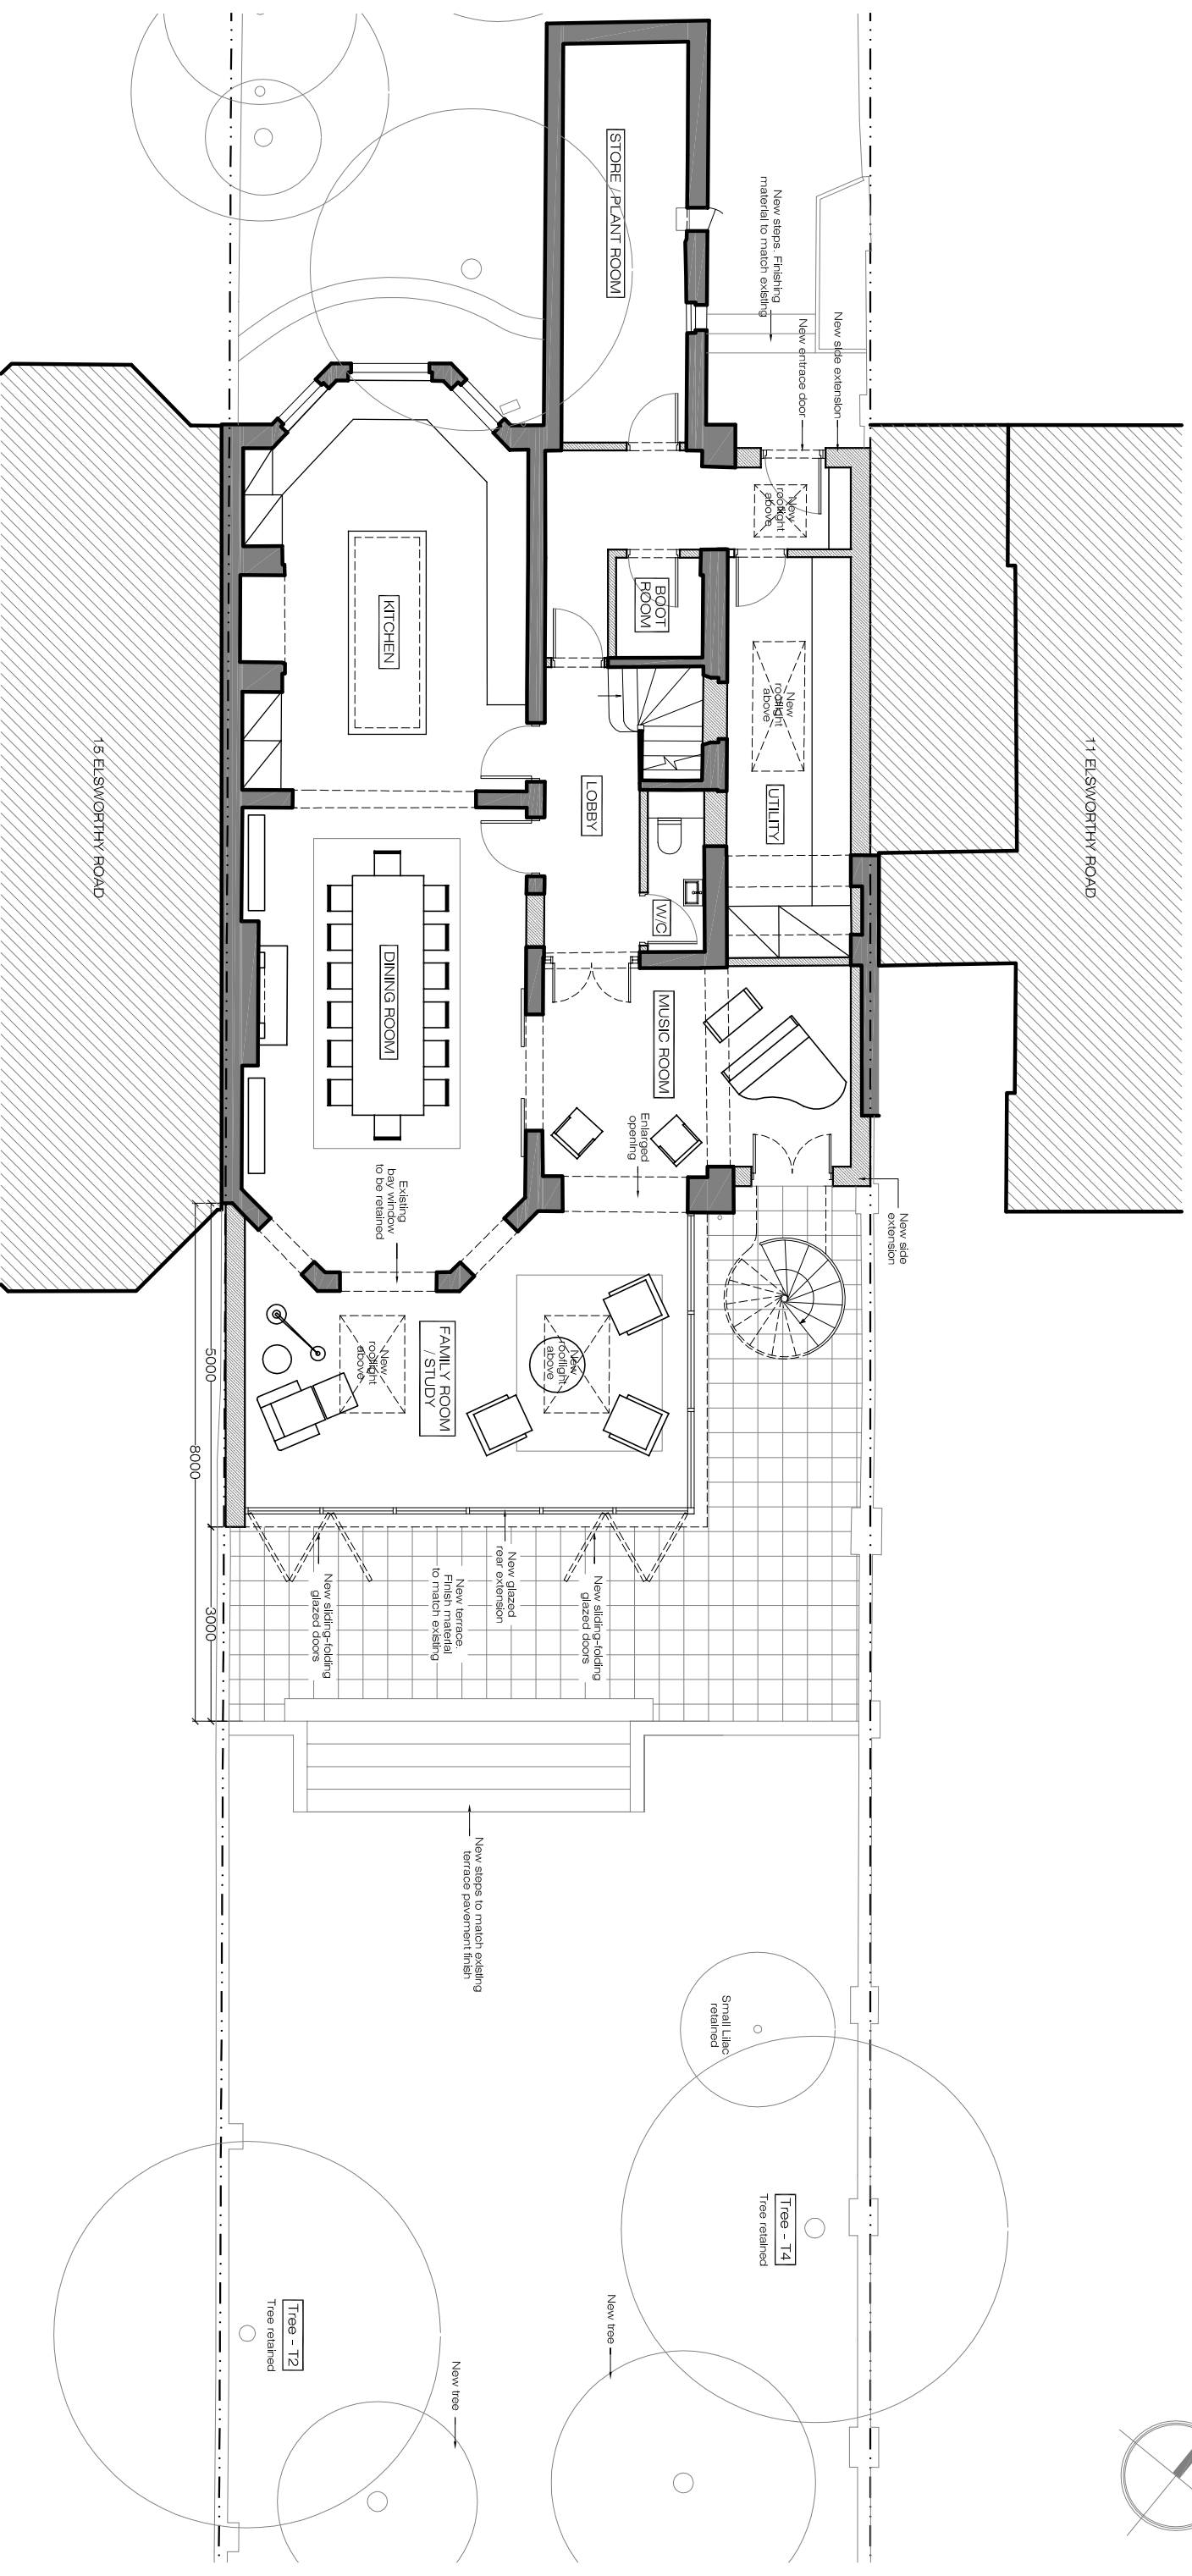 STORE / PLANT ROOM
New steps. Finishing
material to match existing
New side extension
New entrace door
New
rooflight
above
BOOT
ROOM
KITCHEN
New
rooflight
above
UTILITY
LOBBY
15 ELSWORTHY ROAD
11 ELSWORTHY ROAD
W/C
DINING ROOM
MUSIC ROOM
Enlarged
opening
Existing
bay window
to be retained
New side
extension
FAMILY ROOM
/ STUDY
New
rooflight
above
New
rooflight
above
5000
8000
3000
New glazed
rear extension
New sliding-folding
glazed doors
New terrace.
Finish material
to match existing
New sliding-folding
glazed doors
New steps to match existing
terrace pavement finish
Small Lilac
retained
Tree - T4
Tree retained
Tree - T2
Tree retained
New tree
New tree